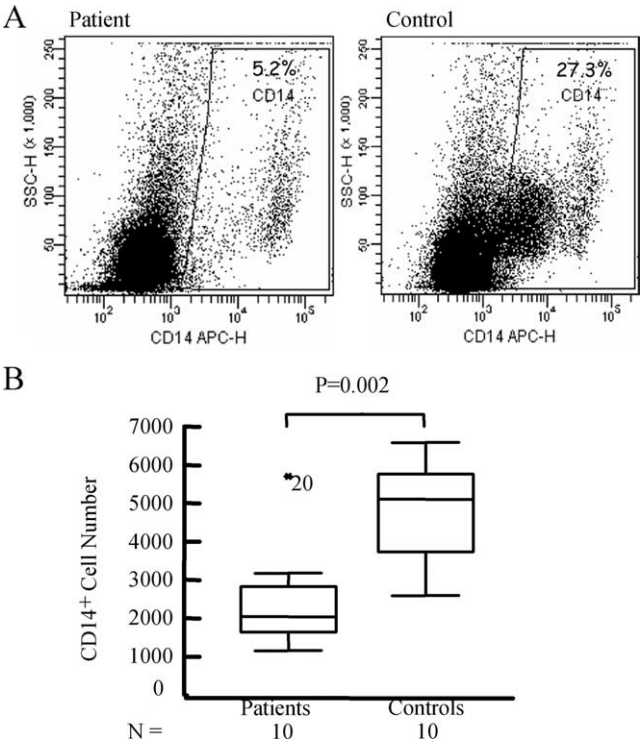 A Patient Control
5.2%
CD14
27.3%
CD14
250
200
150
100
50
SSC-H (x 1,000)
10² 10³ 10⁴ 10⁵
CD14 APC-H
250
200
150
100
50
SSC-H (x 1,000)
10² 10³ 10⁴ 10⁵
CD14 APC-H
B
P=0.002
7000
6000
5000
4000
3000
2000
1000
0
CD14+ Cell Number
*20
Patients Controls
N = 10 10